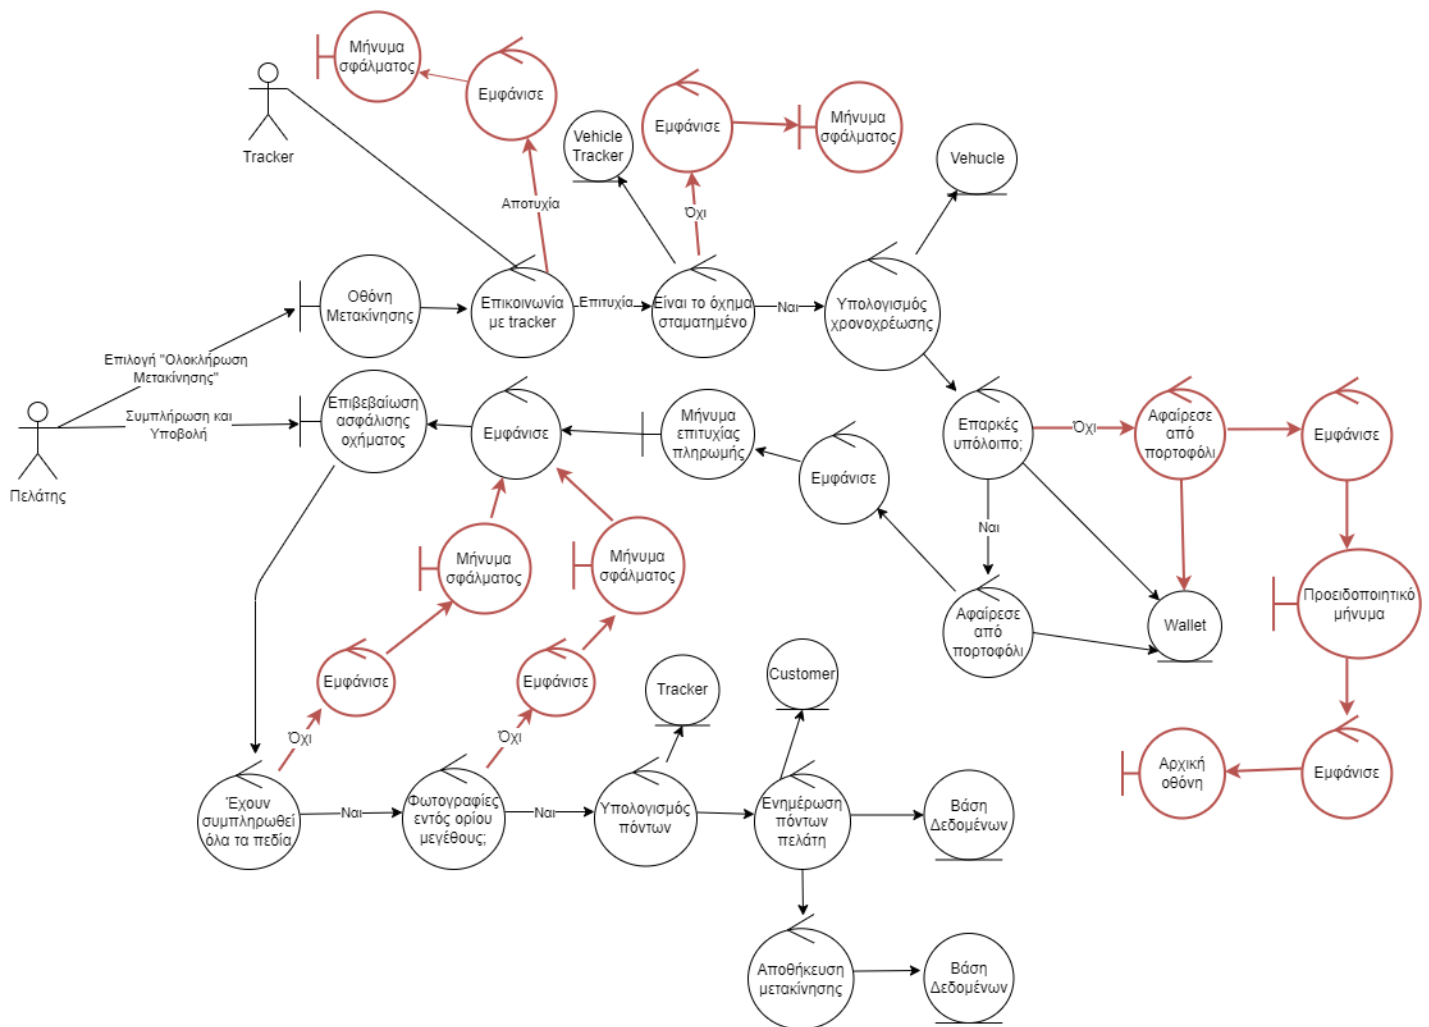 Μήνυμα
σφάλματος
Εμφάνισε
Tracker
Vehicle
Tracker
Εμφάνισε
Μήνυμα
σφάλματος
Vehucle
Αποτυχία
Όχι
Οθόνη
Μετακίνησης
Επικοινωνία
με tracker
Επιτυχία
Είναι το όχημα
σταματημένο
Ναι
Υπολογισμός
χρονοχρέωσης
Επιλογή "Ολοκλήρωση
Μετακίνησης"
Συμπλήρωση και
Υποβολή
Πελάτης
Επιβεβαίωση
ασφάλισης
οχήματος
Εμφάνισε
Μήνυμα
επιτυχίας
πληρωμής
Εμφάνισε
Επαρκές
υπόλοιπο;
Όχι
Αφαίρεσε
από
πορτοφόλι
Εμφάνισε
Ναι
Μήνυμα
σφάλματος
Μήνυμα
σφάλματος
Αφαίρεσε
από
πορτοφόλι
Wallet
Προειδοποιητικό
μήνυμα
Εμφάνισε
Εμφάνισε
Tracker
Customer
Όχι
Όχι
Αρχική
οθόνη
Εμφάνισε
Έχουν
συμπληρωθεί
όλα τα πεδία
Ναι
Φωτογραφίες
εντός ορίου
μεγέθους;
Ναι
Υπολογισμός
πόντων
Ενημέρωση
πόντων
πελάτη
Βάση
Δεδομένων
Αποθήκευση
μετακίνησης
Βάση
Δεδομένων